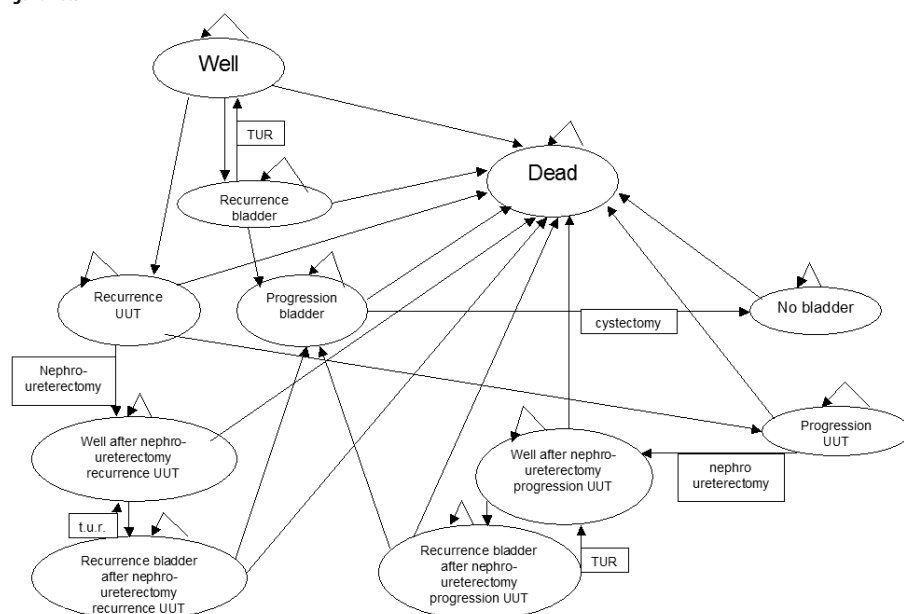 Well
TUR
Dead
Recurrence
bladder
Recurrence
UUT
Progression
bladder
No bladder
cystectomy
Nephro-
ureterectomy
Progression
UUT
Well after nephro-
ureterectomy
recurrence UUT
Well after nephro-
ureterectomy
progression UUT
nephro
ureterectomy
t.u.r.
Recurrence bladder
after nephro-
ureterectomy
recurrence UUT
Recurrence bladder
after nephro-
ureterectomy
progression UUT
TUR